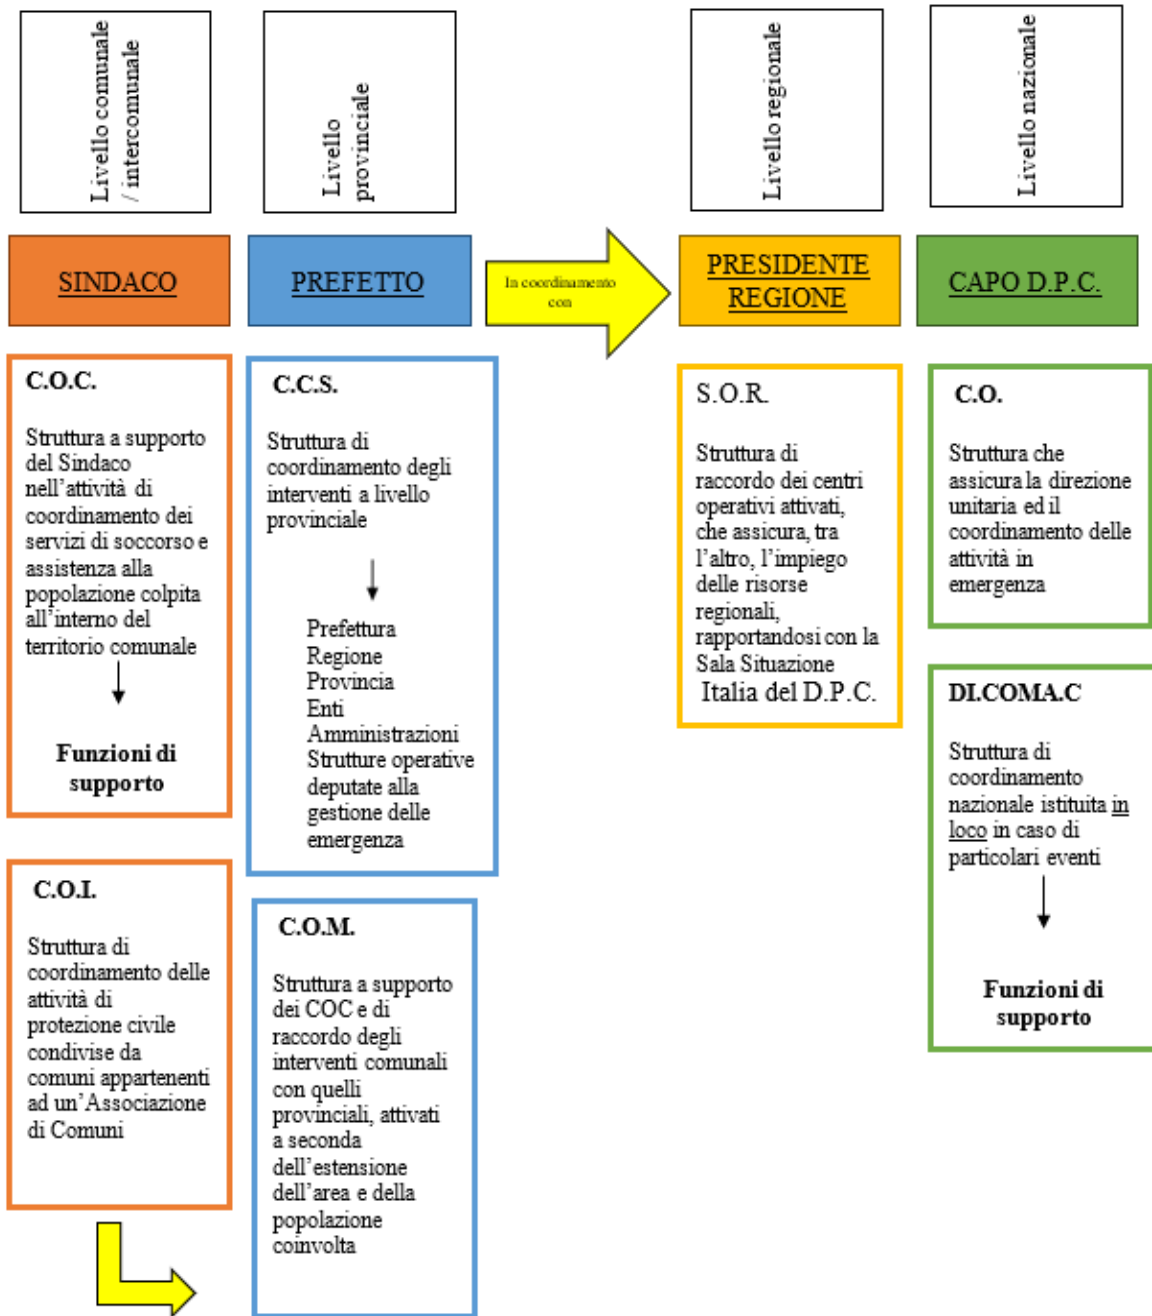 Livello comunale
/ intercomunale
Livello
provinciale
Livello regionale
Livello nazionale
SINDACO
PREFETTO
In coordinamento
con
PRESIDENTE
REGIONE
CAPO D.P.C.
C.O.C.
Struttura a supporto
del Sindaco
nell’attività di
coordinamento dei
servizi di soccorso e
assistenza alla
popolazione colpita
all’interno del
territorio comunale
Funzioni di
supporto
C.O.I.
Struttura di
coordinamento delle
attività di
protezione civile
condivise da
comuni appartenenti
ad un’Associazione
di Comuni
C.C.S.
Struttura di
coordinamento degli
interventi a livello
provinciale
Prefettura
Regione
Provincia
Enti
Amministrazioni
Strutture operative
deputate alla
gestione delle
emergenza
C.O.M.
Struttura a supporto
dei COC e di
raccordo degli
interventi comunali
con quelli
provinciali, attivati
a seconda
dell’estensione
dell’area e della
popolazione
coinvolta
S.O.R.
Struttura di
raccordo dei centri
operativi attivati,
che assicura, tra
l’altro, l’impiego
delle risorse
regionali,
rapportandosi con la
Sala Situazione
Italia del D.P.C.
C.O.
Struttura che
assicura la direzione
unitaria ed il
coordinamento delle
attività in
emergenza
DI.COMA.C
Struttura di
coordinamento
nazionale istituita in
loco in caso di
particolari eventi
Funzioni di
supporto